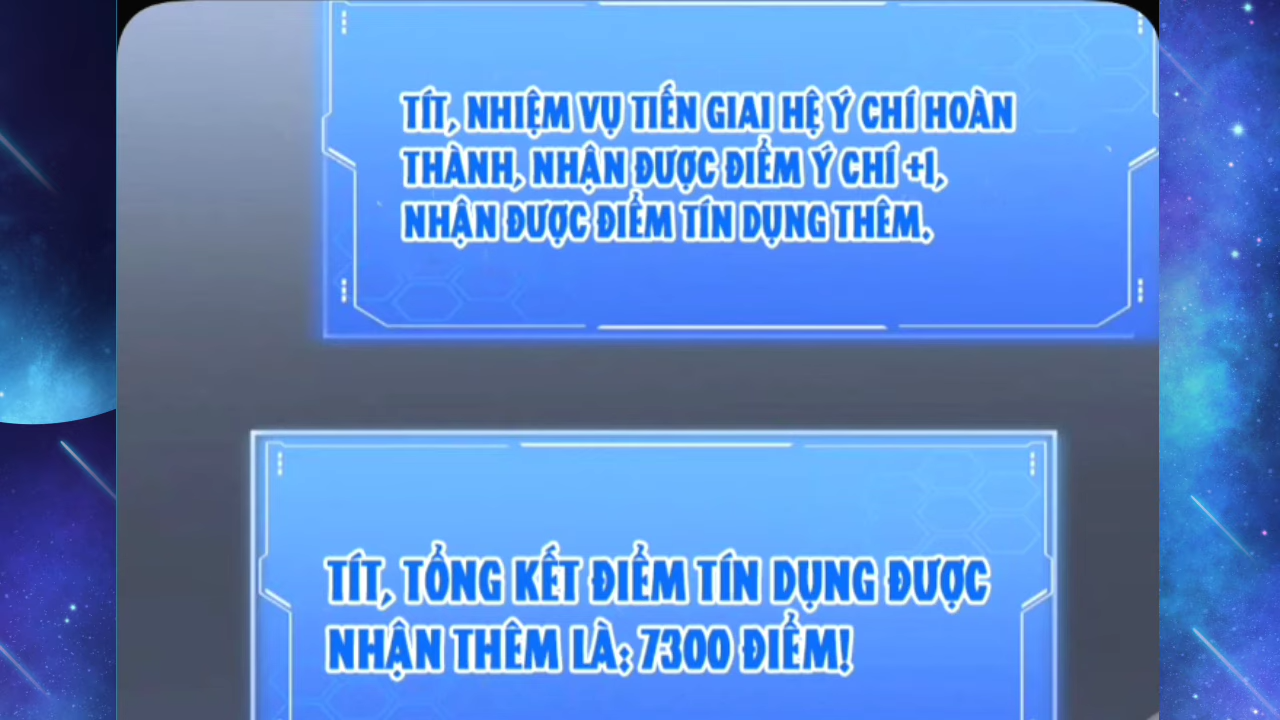 TÍT, NHIỆM VỤ TIẾN GIAI HỆ Ý CHÍ HOÀN
THÀNH, NHẬN ĐƯỢC ĐIỂM Ý CHÍ +1,
NHẬN ĐƯỢC ĐIỂM TÍN DỤNG THÊM.
TÍT, TỔNG KẾT ĐIỂM TÍN DỤNG ĐƯỢC
NHẬN THÊM LÀ: 7300 ĐIỂM!